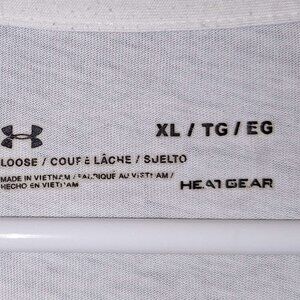 XL / TG / EG
LOOSE / COUPE LÂCHE / SUELTO
MADE IN VIETNAM / FABRIQUÉ AU VIETNAM /
HECHO EN VIETNAM
HEATGEAR